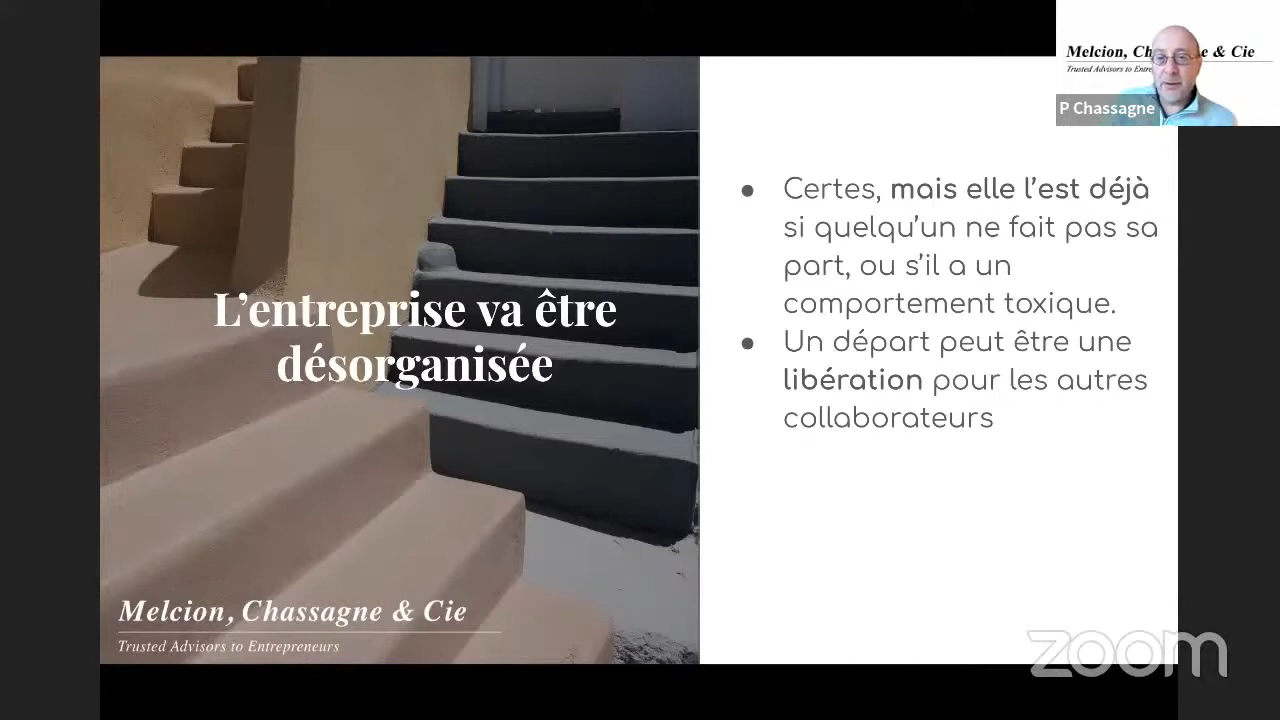 Melcion, Ch e & Cie
Trusted Advisors to Entre
P Chassagne
L’entreprise va être
désorganisée
● Certes, mais elle l’est déjà
si quelqu’un ne fait pas sa
part, ou s’il a un
comportement toxique.
● Un départ peut être une
libération pour les autres
collaborateurs
Melcion, Chassagne & Cie
Trusted Advisors to Entrepreneurs
zoom